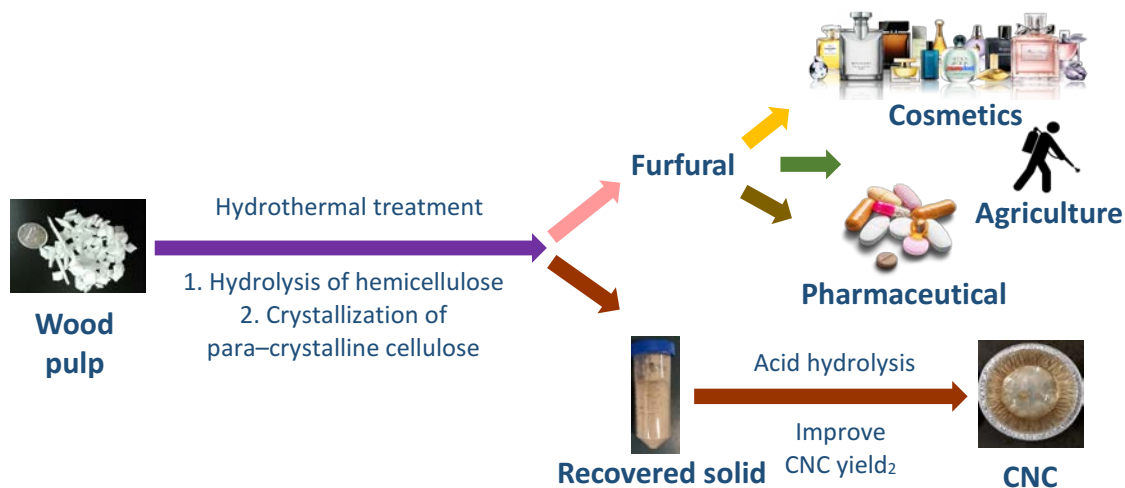 Cosmetics
Furfural
Agriculture
Hydrothermal treatment
Pharmaceutical
1. Hydrolysis of hemicellulose
2. Crystallization of
para–crystalline cellulose
Wood
pulp
Acid hydrolysis
Improve
CNC yield2
Recovered solid
CNC